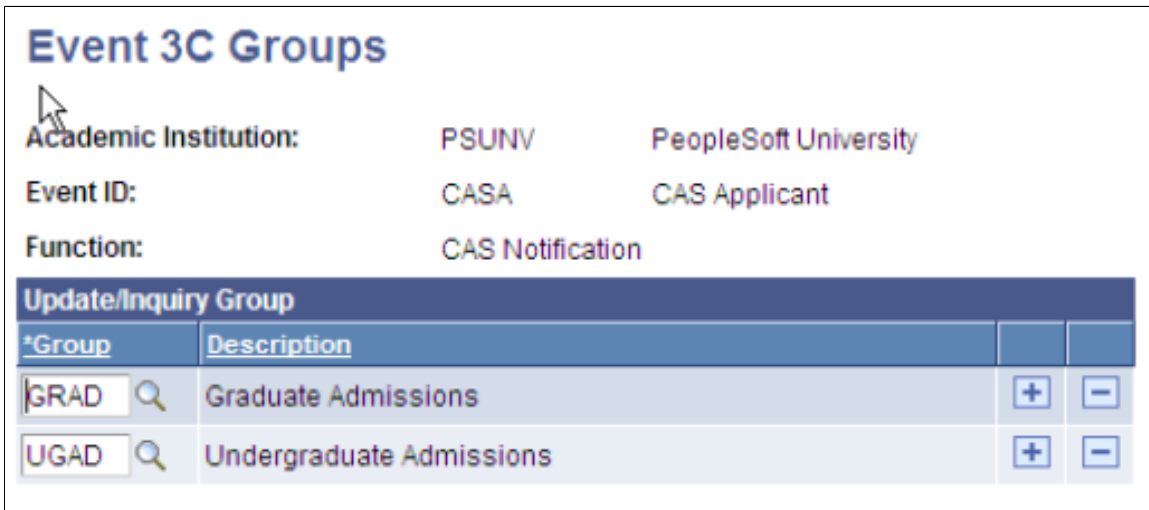 Event 3C Groups
Academic Institution: PSUNV PeopleSoft University
Event ID: CASA CAS Applicant
Function: CAS Notification
Update/Inquiry Group
*Group Description
GRAD Graduate Admissions
UGAD Undergraduate Admissions